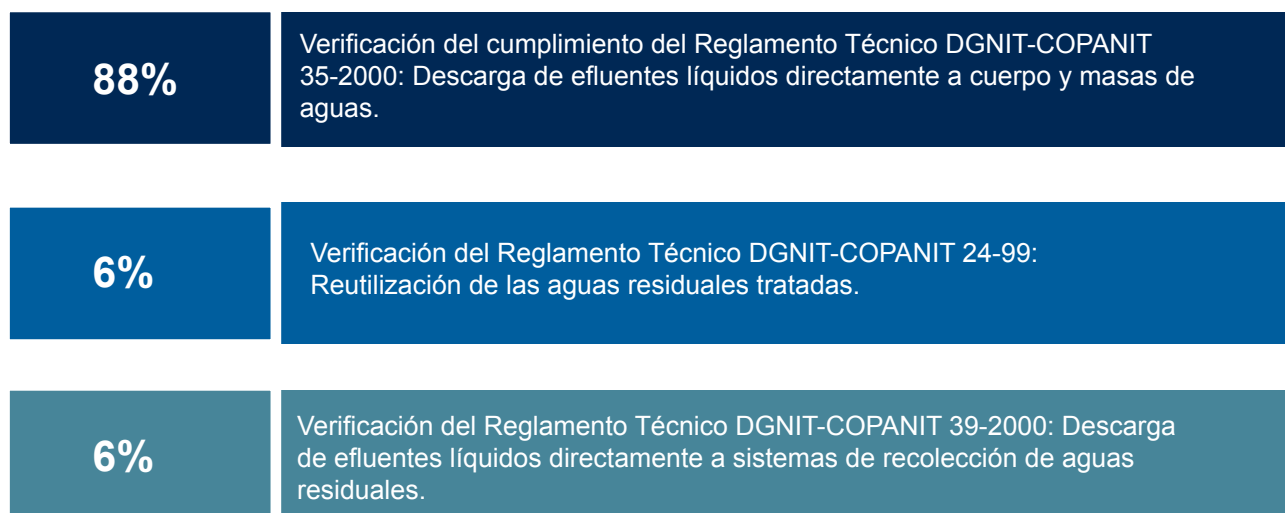 88%
Verificación del cumplimiento del Reglamento Técnico DGNIT-COPANIT
35-2000: Descarga de efluentes líquidos directamente a cuerpo y masas de
aguas.
6%
Verificación del Reglamento Técnico DGNIT-COPANIT 24-99:
Reutilización de las aguas residuales tratadas.
6%
Verificación del Reglamento Técnico DGNIT-COPANIT 39-2000: Descarga
de efluentes líquidos directamente a sistemas de recolección de aguas
residuales.